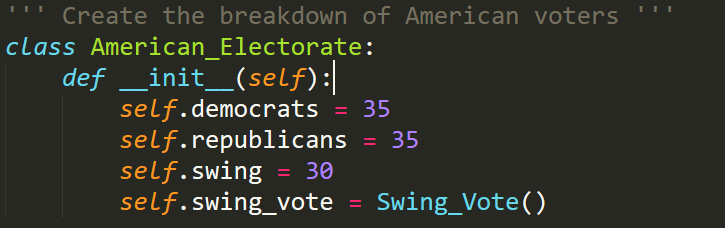 ''' Create the breakdown of American voters '''
class American_Electorate:
    def __init__(self):
        self.democrats = 35
        self.republicans = 35
        self.swing = 30
        self.swing_vote = Swing_Vote()